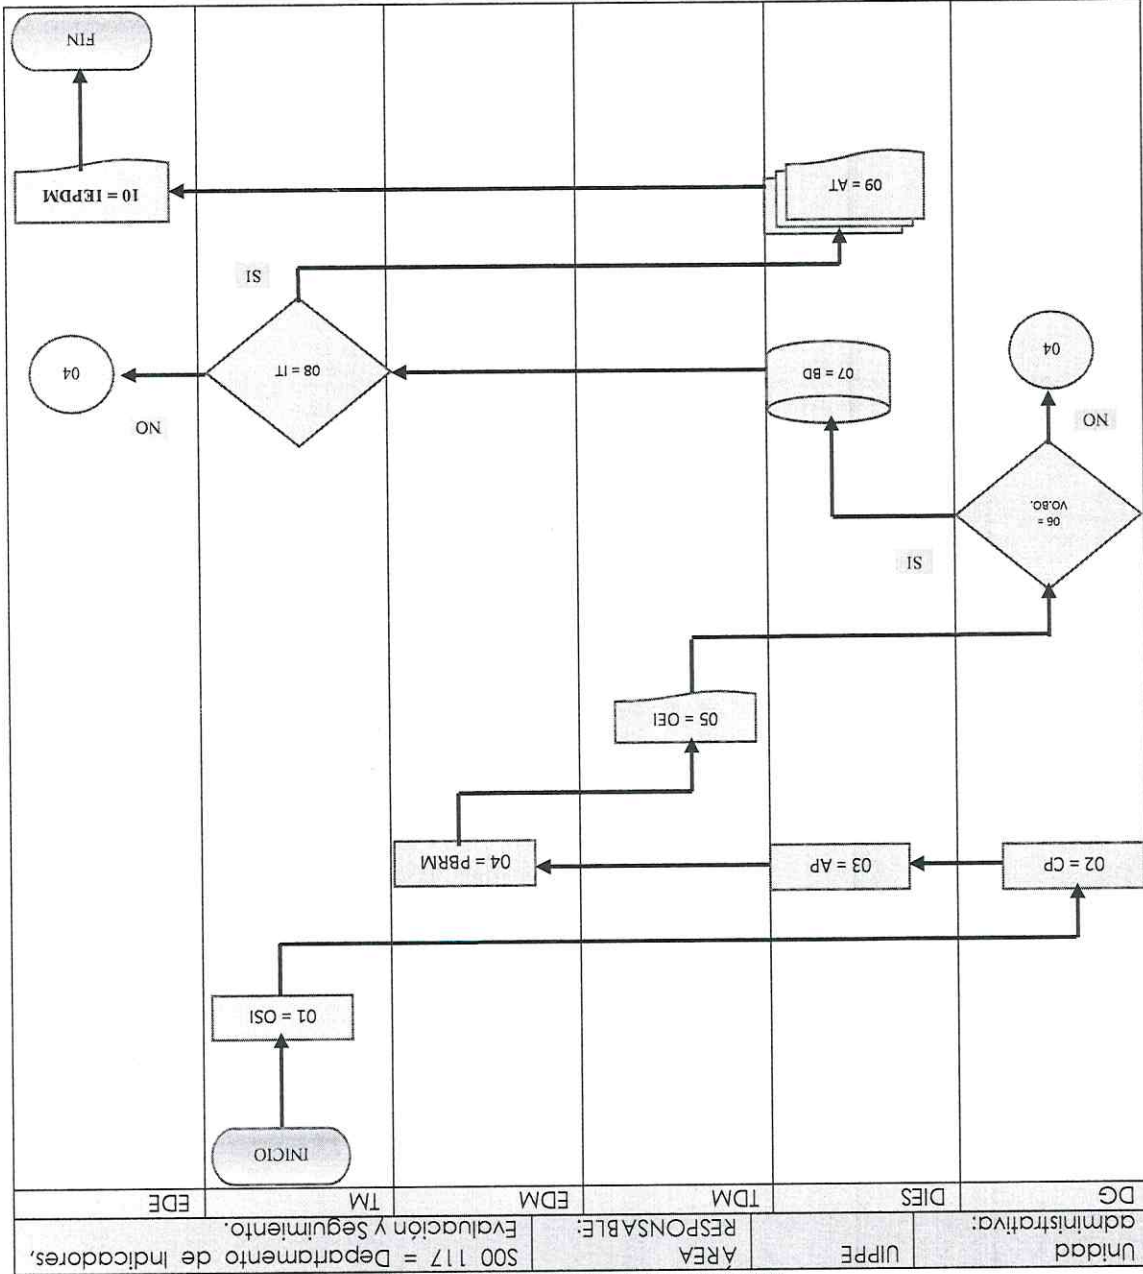 Unidad
administrativa:
UIPPE
ÁREA
RESPONSABLE:
S00 117 = Departamento de Indicadores,
Evaluación y Seguimiento.
DG
DIES
TDM
EDM
TM
EDE
INICIO
01 = OSI
02 = CP
03 = AP
04 = PBRM
05 = OEI
06 =
VO.BO.
SI
NO
04
07 = BD
08 = IT
NO
04
SI
09 = AT
10 = IEPDM
FIN